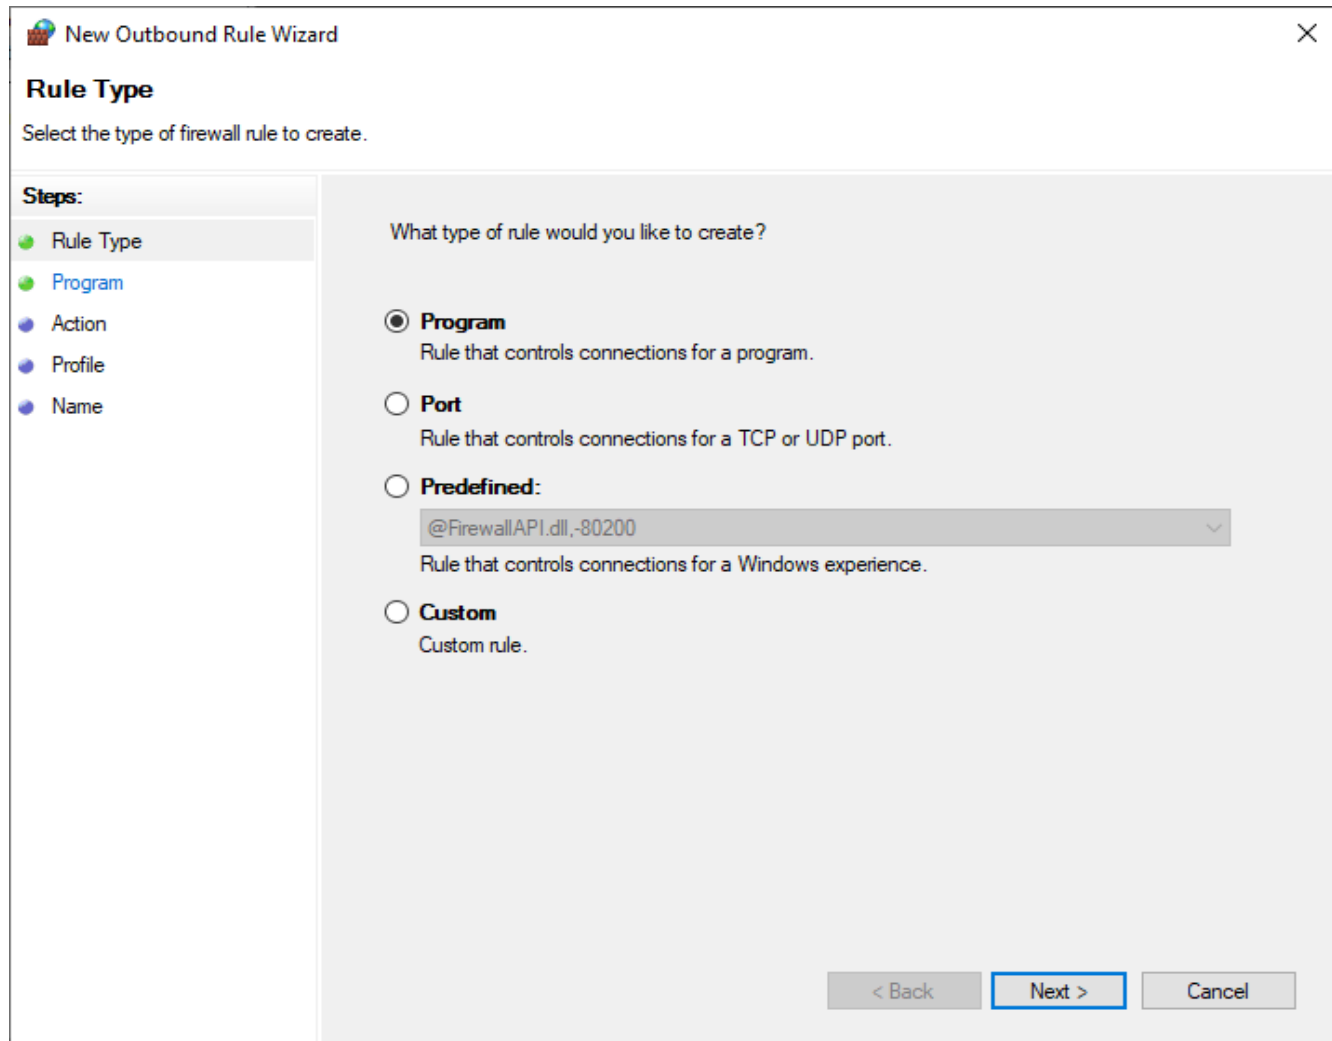 New Outbound Rule Wizard
Rule Type
Select the type of firewall rule to create.
Steps:
Rule Type
Program
Action
Profile
Name
What type of rule would you like to create?
Program
Rule that controls connections for a program.
Port
Rule that controls connections for a TCP or UDP port.
Predefined:
@FirewallAPI.dll,-80200
Rule that controls connections for a Windows experience.
Custom
Custom rule.
< Back
Next >
Cancel